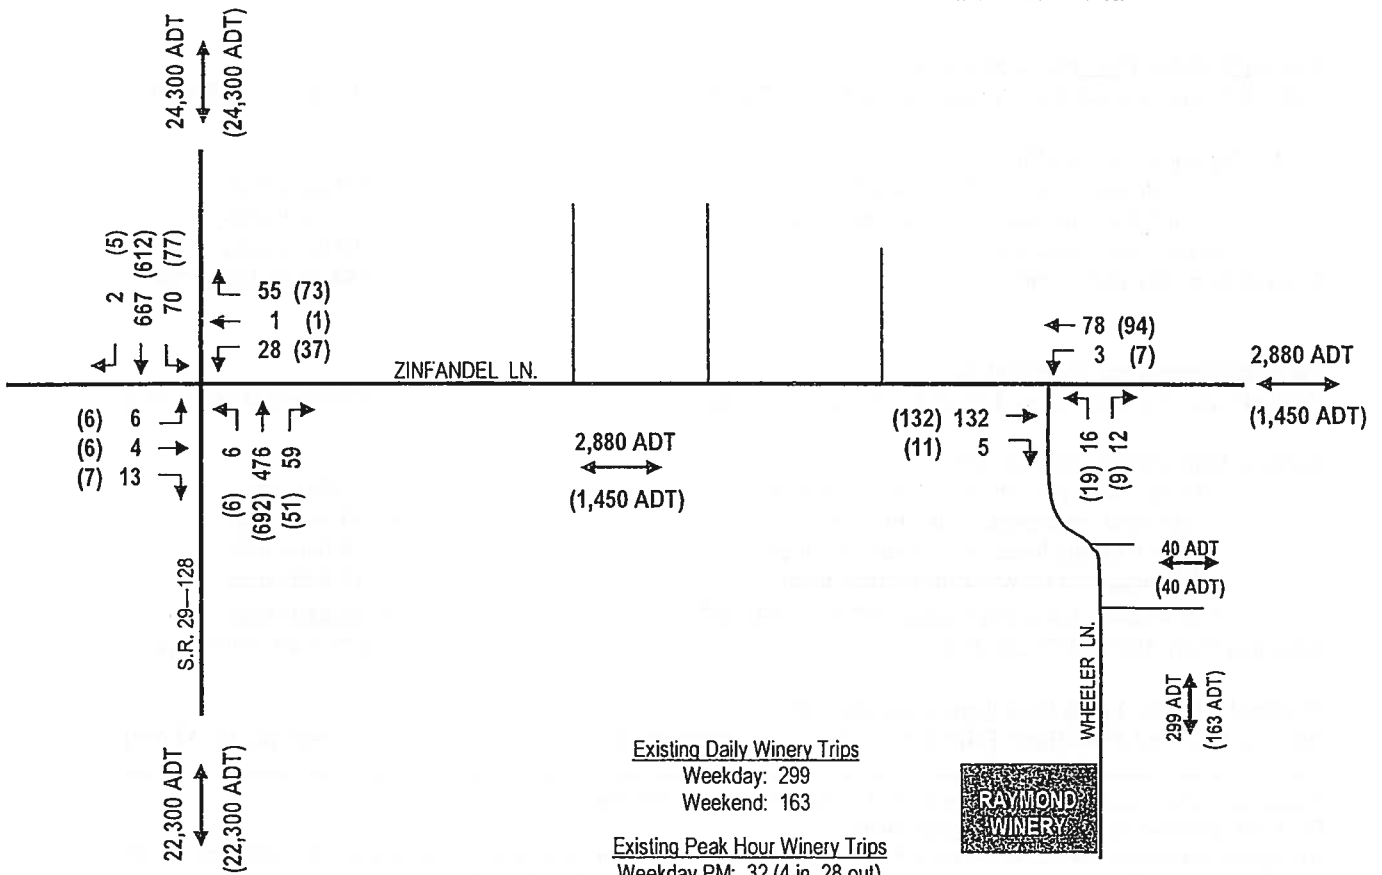 24,300 ADT
(24,300 ADT)
2 (5)
667 (612)
70 (77)
55 (73)
1 (1)
28 (37)
ZINFANDEL LN.
78 (94)
3 (7)
2,880 ADT
(1,450 ADT)
(6) 6
(6) 4
(7) 13
6 (6)
476 (692)
59 (51)
2,880 ADT
(1,450 ADT)
(132) 132
(11) 5
(19) 16
(9) 12
S.R. 29—128
40 ADT
(40 ADT)
WHEELER LN.
299 ADT
(163 ADT)
22,300 ADT
(22,300 ADT)
Existing Daily Winery Trips
Weekday: 299
Weekend: 163
RAYMOND
WINERY
Existing Peak Hour Winery Trips
Weekday PM: 32 (4 in, 28 out)